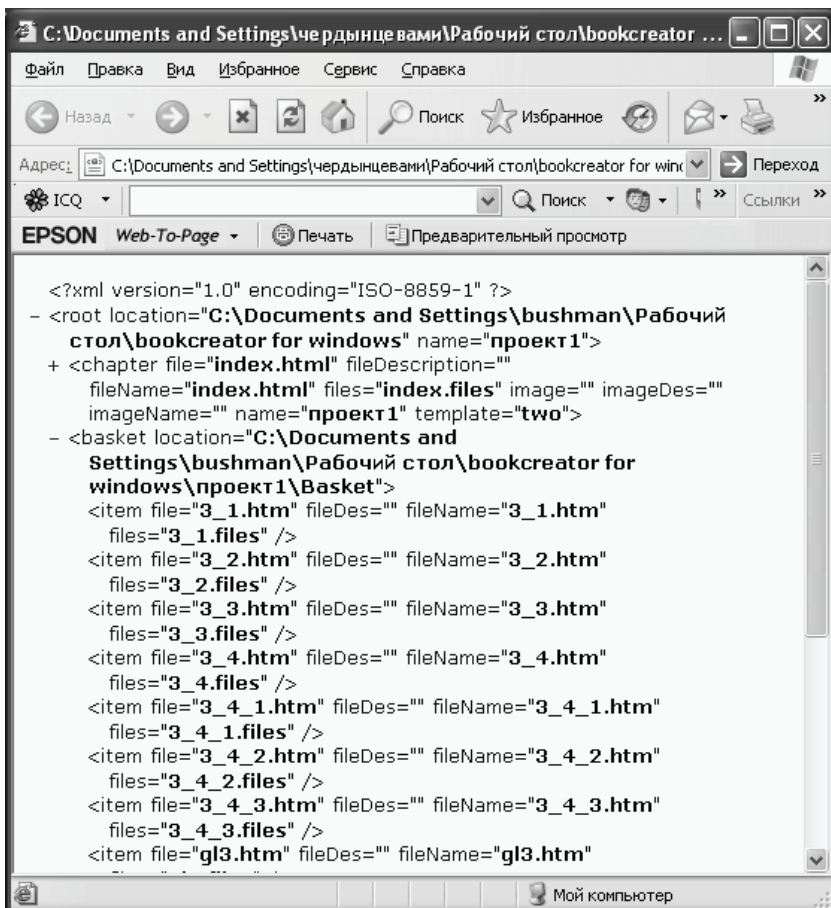 C:\Documents and Settings\чердынцевами\Рабочий стол\bookcreator ...
Файл Правка Вид Избранное Сервис Справка
Назад Поиск Избранное »
Адрес: C:\Documents and Settings\чердынцевами\Рабочий стол\bookcreator for wind Переход
ICQ Поиск » Ссылки »
EPSON Web-To-Page Печать Предварительный просмотр
<?xml version="1.0" encoding="ISO-8859-1" ?>
- <root location="C:\Documents and Settings\bushman\Рабочий
стол\bookcreator for windows" name="проект1">
+ <chapter file="index.html" fileDescription=""
fileName="index.html" files="index.files" image="" imageDes=""
imageName="" name="проект1" template="two">
- <basket location="C:\Documents and
Settings\bushman\Рабочий стол\bookcreator for
windows\проект1\Basket">
<item file="3_1.htm" fileDes="" fileName="3_1.htm"
files="3_1.files" />
<item file="3_2.htm" fileDes="" fileName="3_2.htm"
files="3_2.files" />
<item file="3_3.htm" fileDes="" fileName="3_3.htm"
files="3_3.files" />
<item file="3_4.htm" fileDes="" fileName="3_4.htm"
files="3_4.files" />
<item file="3_4_1.htm" fileDes="" fileName="3_4_1.htm"
files="3_4_1.files" />
<item file="3_4_2.htm" fileDes="" fileName="3_4_2.htm"
files="3_4_2.files" />
<item file="3_4_3.htm" fileDes="" fileName="3_4_3.htm"
files="3_4_3.files" />
<item file="gl3.htm" fileDes="" fileName="gl3.htm"
Мой компьютер